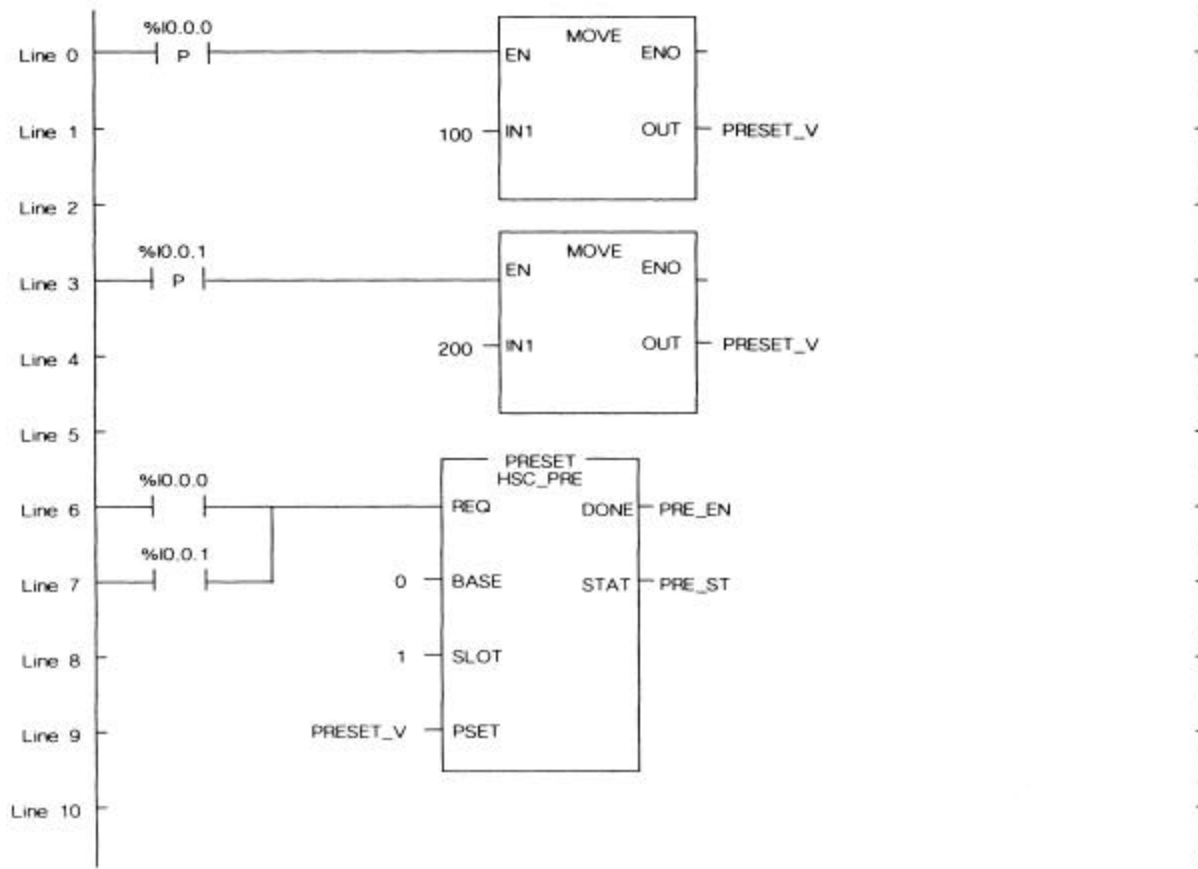 %I0.0.0
MOVE
Line 0
P
EN
ENO
Line 1
100
IN1
OUT
PRESET_V
Line 2
%I0.0.1
MOVE
Line 3
P
EN
ENO
Line 4
200
IN1
OUT
PRESET_V
Line 5
PRESET
%I0.0.0
HSC_PRE
Line 6
REQ
DONE
PRE_EN
%I0.0.1
Line 7
0
BASE
STAT
PRE_ST
Line 8
1
SLOT
Line 9
PRESET_V
PSET
Line 10